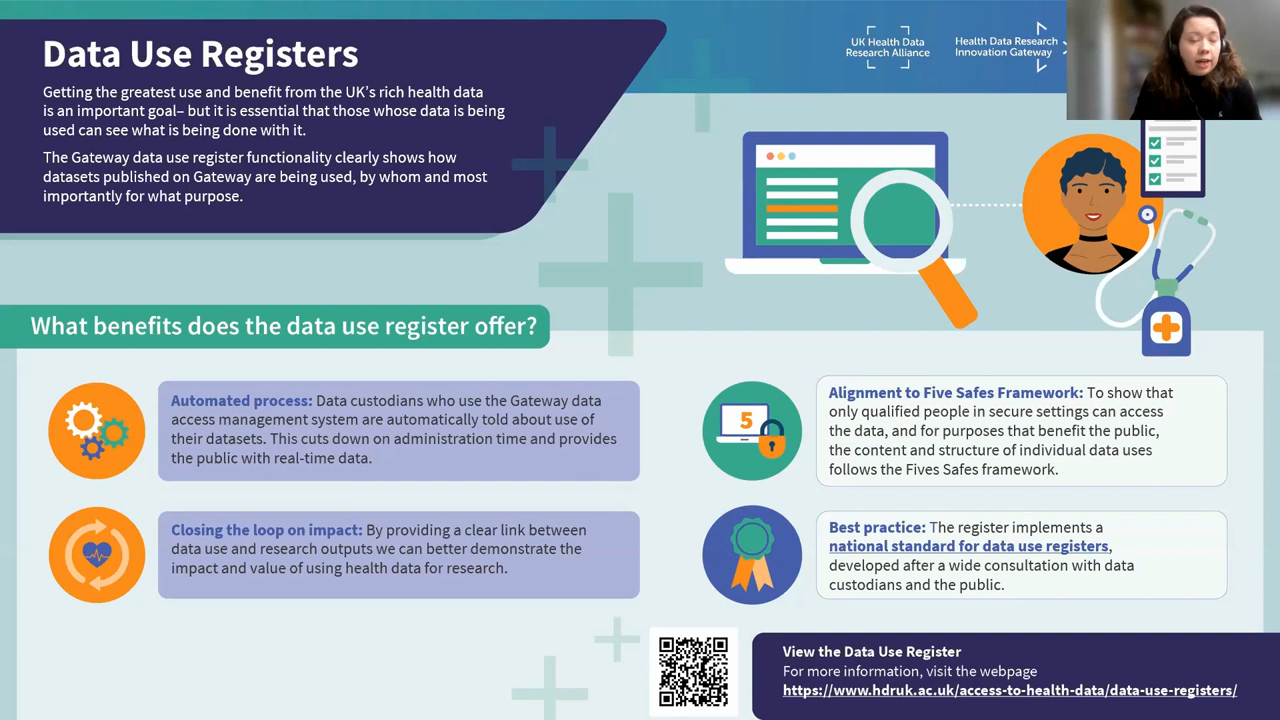 Data Use Registers
Getting the greatest use and benefit from the UK's rich health data
is an important goal– but it is essential that those whose data is being
used can see what is being done with it.
The Gateway data use register functionality clearly shows how
datasets published on Gateway are being used, by whom and most
importantly for what purpose.
UK Health Data
Research Alliance
Health Data Research
Innovation Gateway
What benefits does the data use register offer?
Automated process: Data custodians who use the Gateway data
access management system are automatically told about use of
their datasets. This cuts down on administration time and provides
the public with real-time data.
Closing the loop on impact: By providing a clear link between
data use and research outputs we can better demonstrate the
impact and value of using health data for research.
5
Alignment to Five Safes Framework: To show that
only qualified people in secure settings can access
the data, and for purposes that benefit the public,
the content and structure of individual data uses
follows the Fives Safes framework.
Best practice: The register implements a
national standard for data use registers,
developed after a wide consultation with data
custodians and the public.
View the Data Use Register
For more information, visit the webpage
https://www.hdruk.ac.uk/access-to-health-data/data-use-registers/